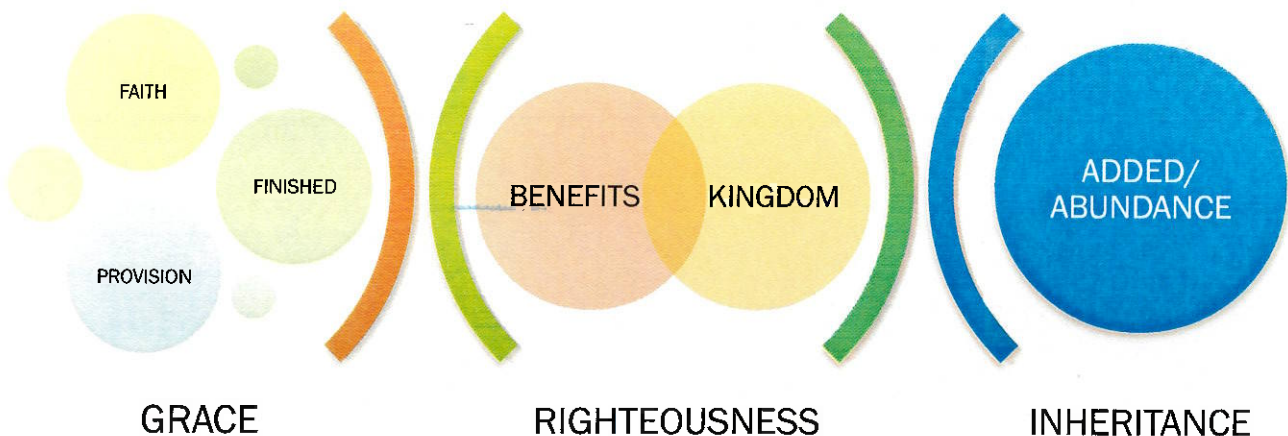 FAITH
FINISHED
PROVISION
GRACE
BENEFITS
KINGDOM
RIGHTEOUSNESS
ADDED/
ABUNDANCE
INHERITANCE